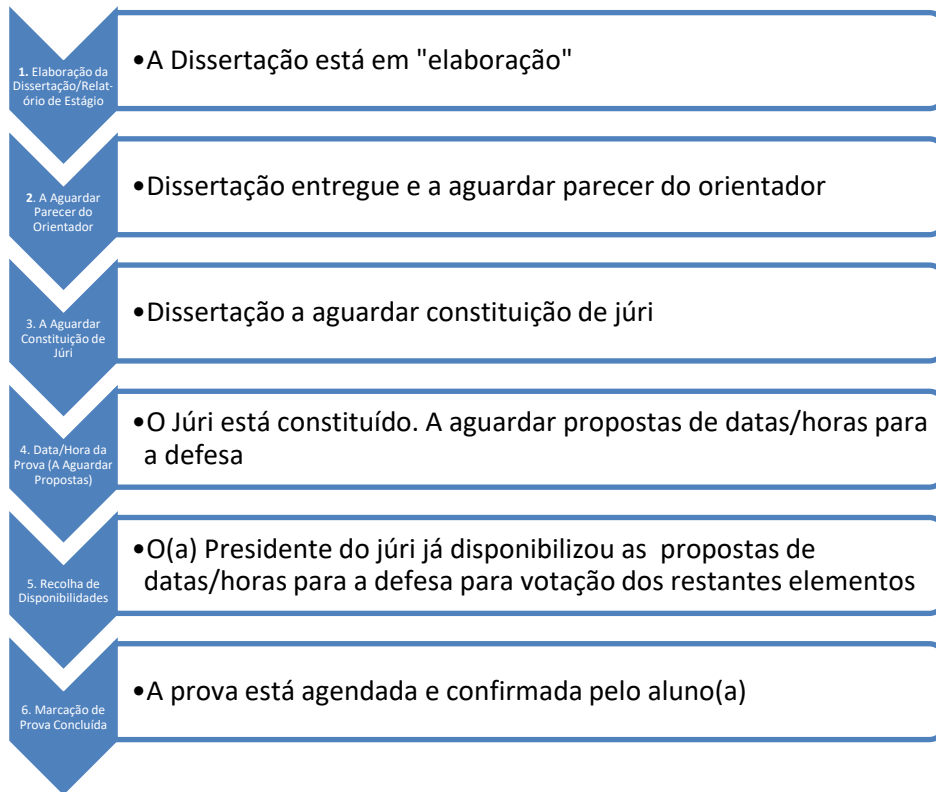 1. Elaboração da
Dissertação/Relat-
ório de Estágio
•A Dissertação está em "elaboração"
2. A Aguardar
Parecer do
Orientador
•Dissertação entregue e a aguardar parecer do orientador
3. A Aguardar
Constituição de
Júri
•Dissertação a aguardar constituição de júri
4. Data/Hora da
Prova (A Aguardar
Propostas)
•O Júri está constituído. A aguardar propostas de datas/horas para
a defesa
5. Recolha de
Disponibilidades
•O(a) Presidente do júri já disponibilizou as propostas de
datas/horas para a defesa para votação dos restantes elementos
6. Marcação de
Prova Concluída
•A prova está agendada e confirmada pelo aluno(a)